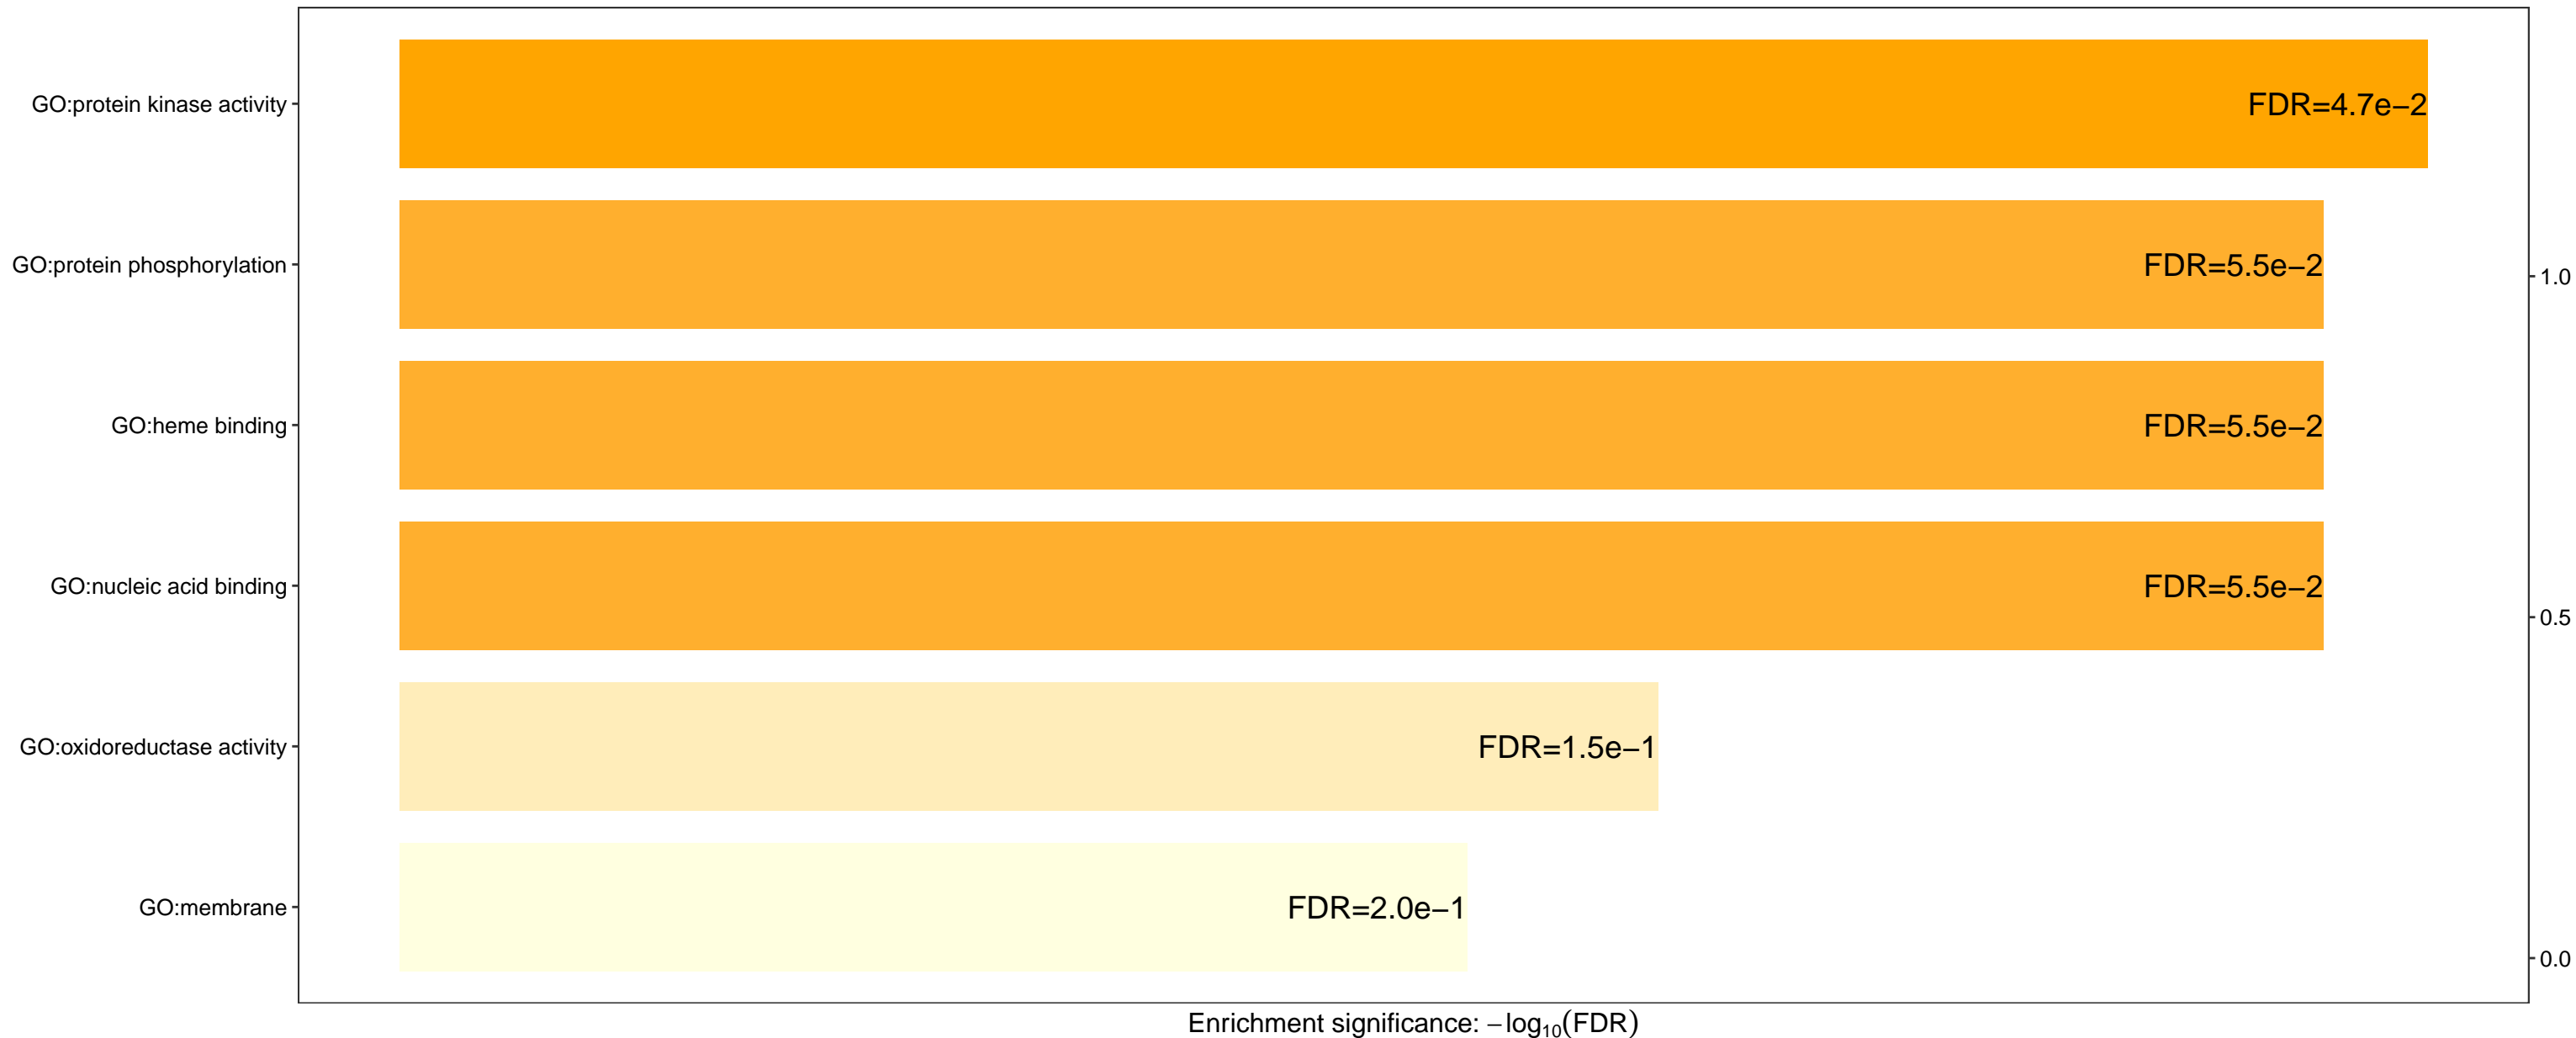 GO:protein kinase activity
FDR=4.7e−2
GO:protein phosphorylation
FDR=5.5e−2
1.0
GO:heme binding
FDR=5.5e−2
GO:nucleic acid binding
FDR=5.5e−2
0.5
GO:oxidoreductase activity
FDR=1.5e−1
GO:membrane
FDR=2.0e−1
0.0
Enrichment significance: −log₁₀(FDR)